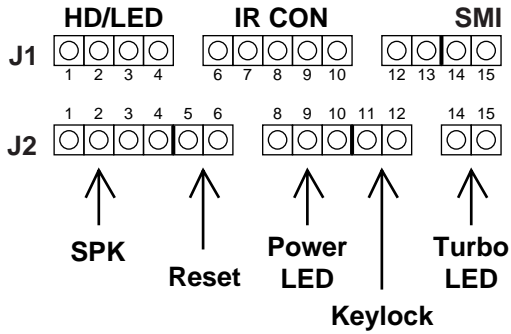 HD/LED IR CON SMI
J1
1 2 3 4 6 7 8 9 10 12 13 14 15
1 2 3 4 5 6 8 9 10 11 12 14 15
J2
SPK Reset Power LED Keylock Turbo LED